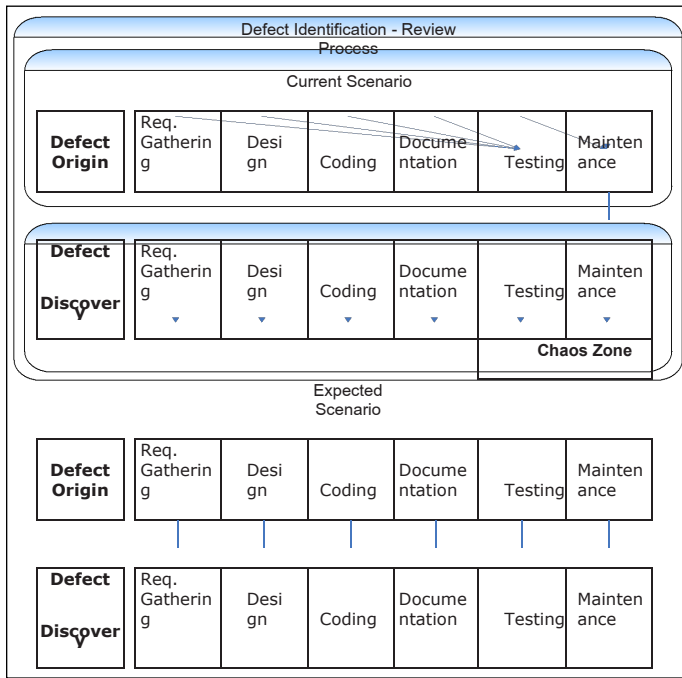 Defect Identification - Review
Process
Current Scenario
Defect
Origin
Req.
Gatherin
g
Desi
gn
Coding
Docume
ntation
Testing
Mainten
ance
Defect
Discover
y
Req.
Gatherin
g
Desi
gn
Coding
Docume
ntation
Testing
Mainten
ance
Chaos Zone
Expected
Scenario
Defect
Origin
Req.
Gatherin
g
Desi
gn
Coding
Docume
ntation
Testing
Mainten
ance
Defect
Discover
y
Req.
Gatherin
g
Desi
gn
Coding
Docume
ntation
Testing
Mainten
ance